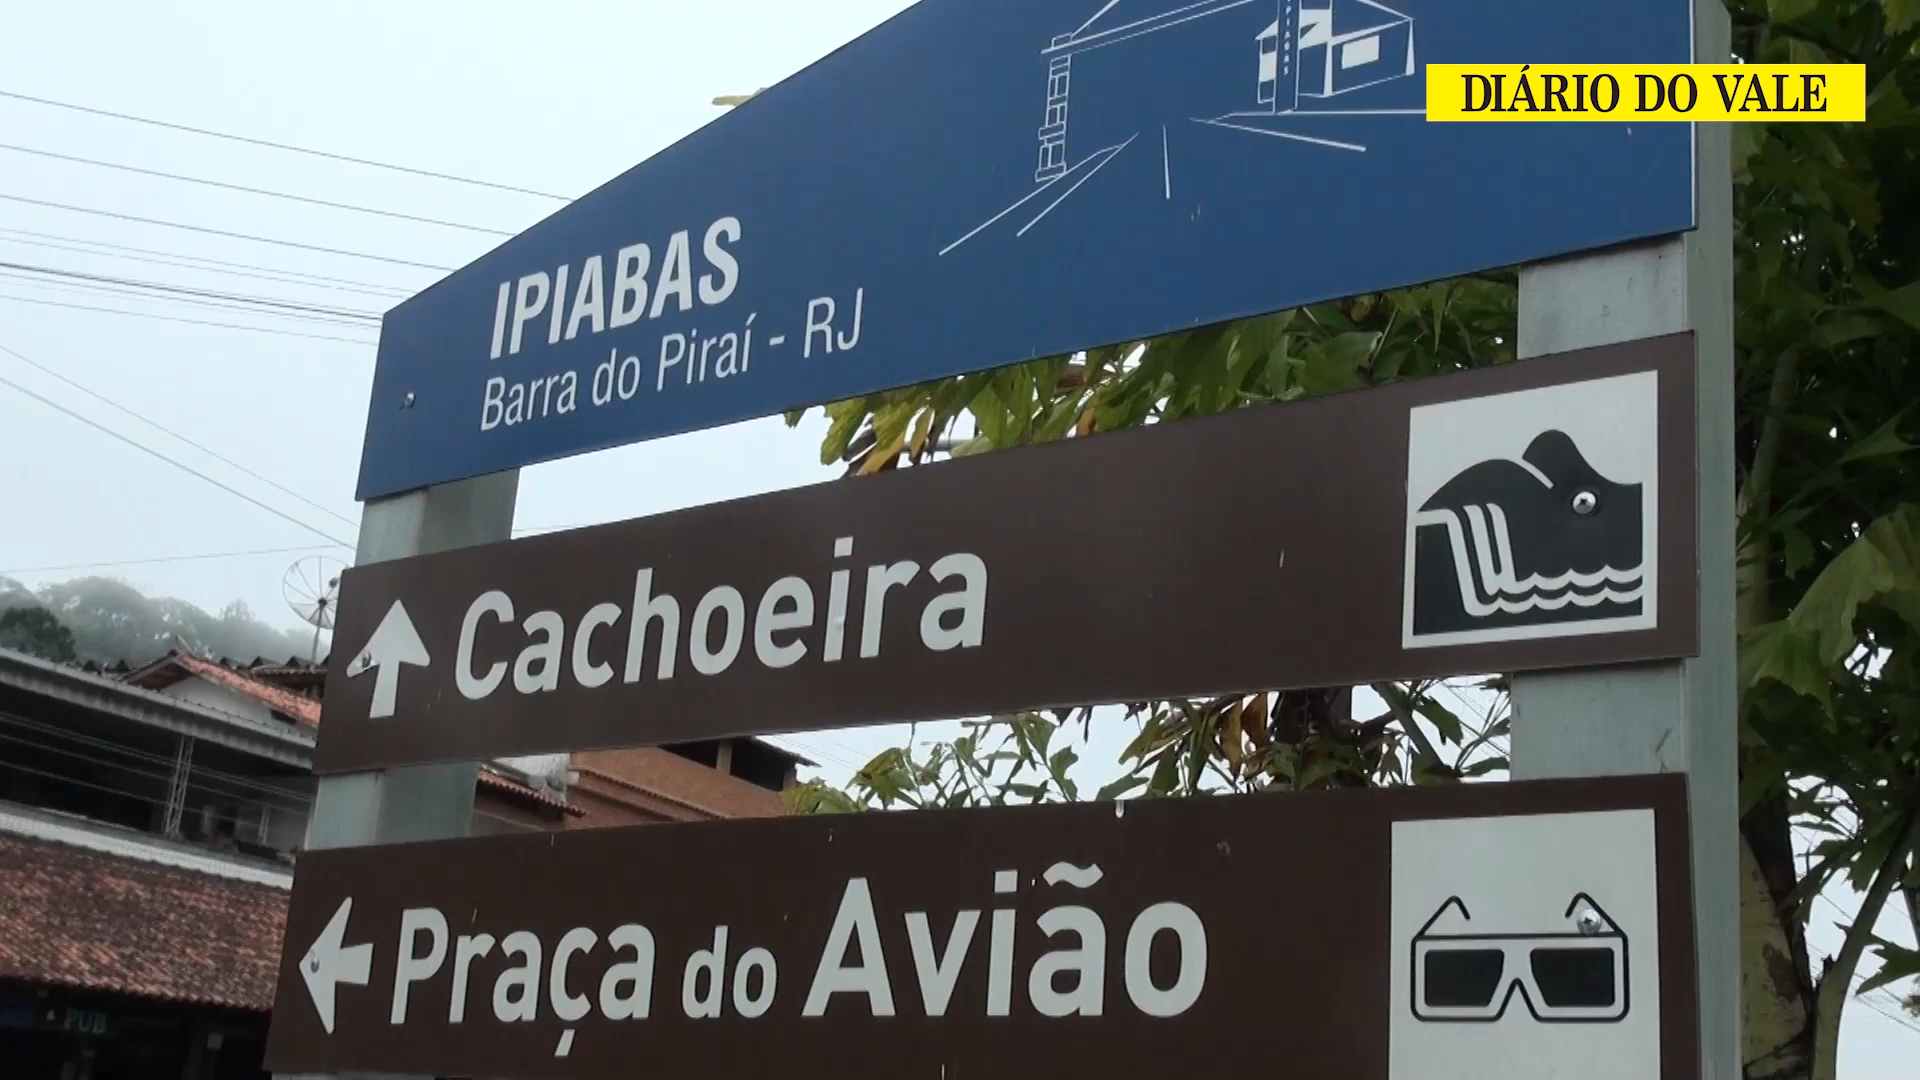 DIÁRIO DO VALE
IPIABAS
Barra do Piraí - RJ
Cachoeira
Praça do Avião
PUB